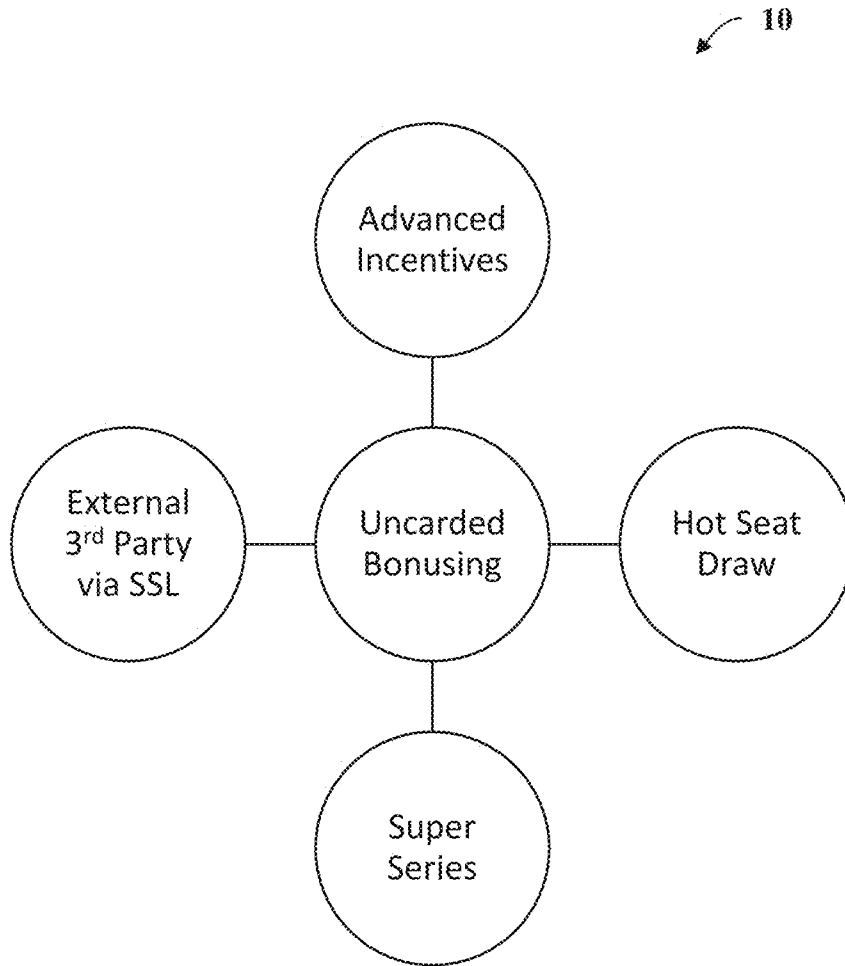 10
Advanced
Incentives
External
3rd Party
via SSL
Uncarded
Bonusing
Hot Seat
Draw
Super
Series